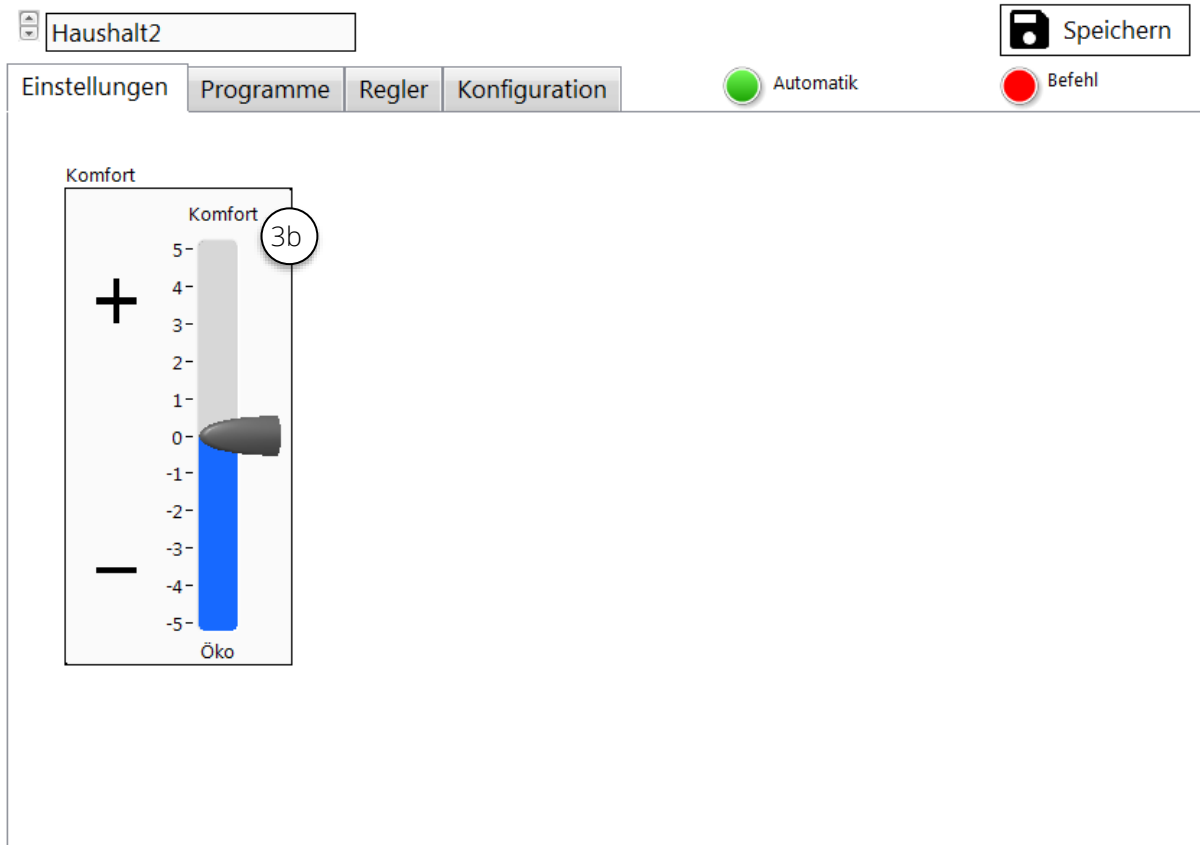 Haushalt2
Speichern
Einstellungen Programme Regler Konfiguration Automatik Befehl
Komfort
Komfort
3b
5
4
+
3
2
1
0
-1
-2
-3
-
-4
-5
Öko